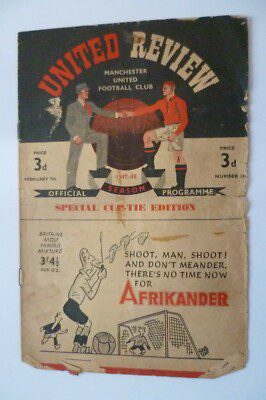 UNITED REVIEW
MANCHESTER
UNITED
FOOTBALL CLUB
PRICE
3d
FEBRUARY 7th
PRICE
3d
1947-48
SEASON
OFFICIAL PROGRAMME
SPECIAL CUP-TIE EDITION
BRITAIN'S
MOST
FAMOUS
MIXTURE
3/4½
PER OZ.
SHOOT, MAN, SHOOT!
AND DON'T MEANDER,
THERE'S NO TIME NOW
FOR
AFRIKANDER